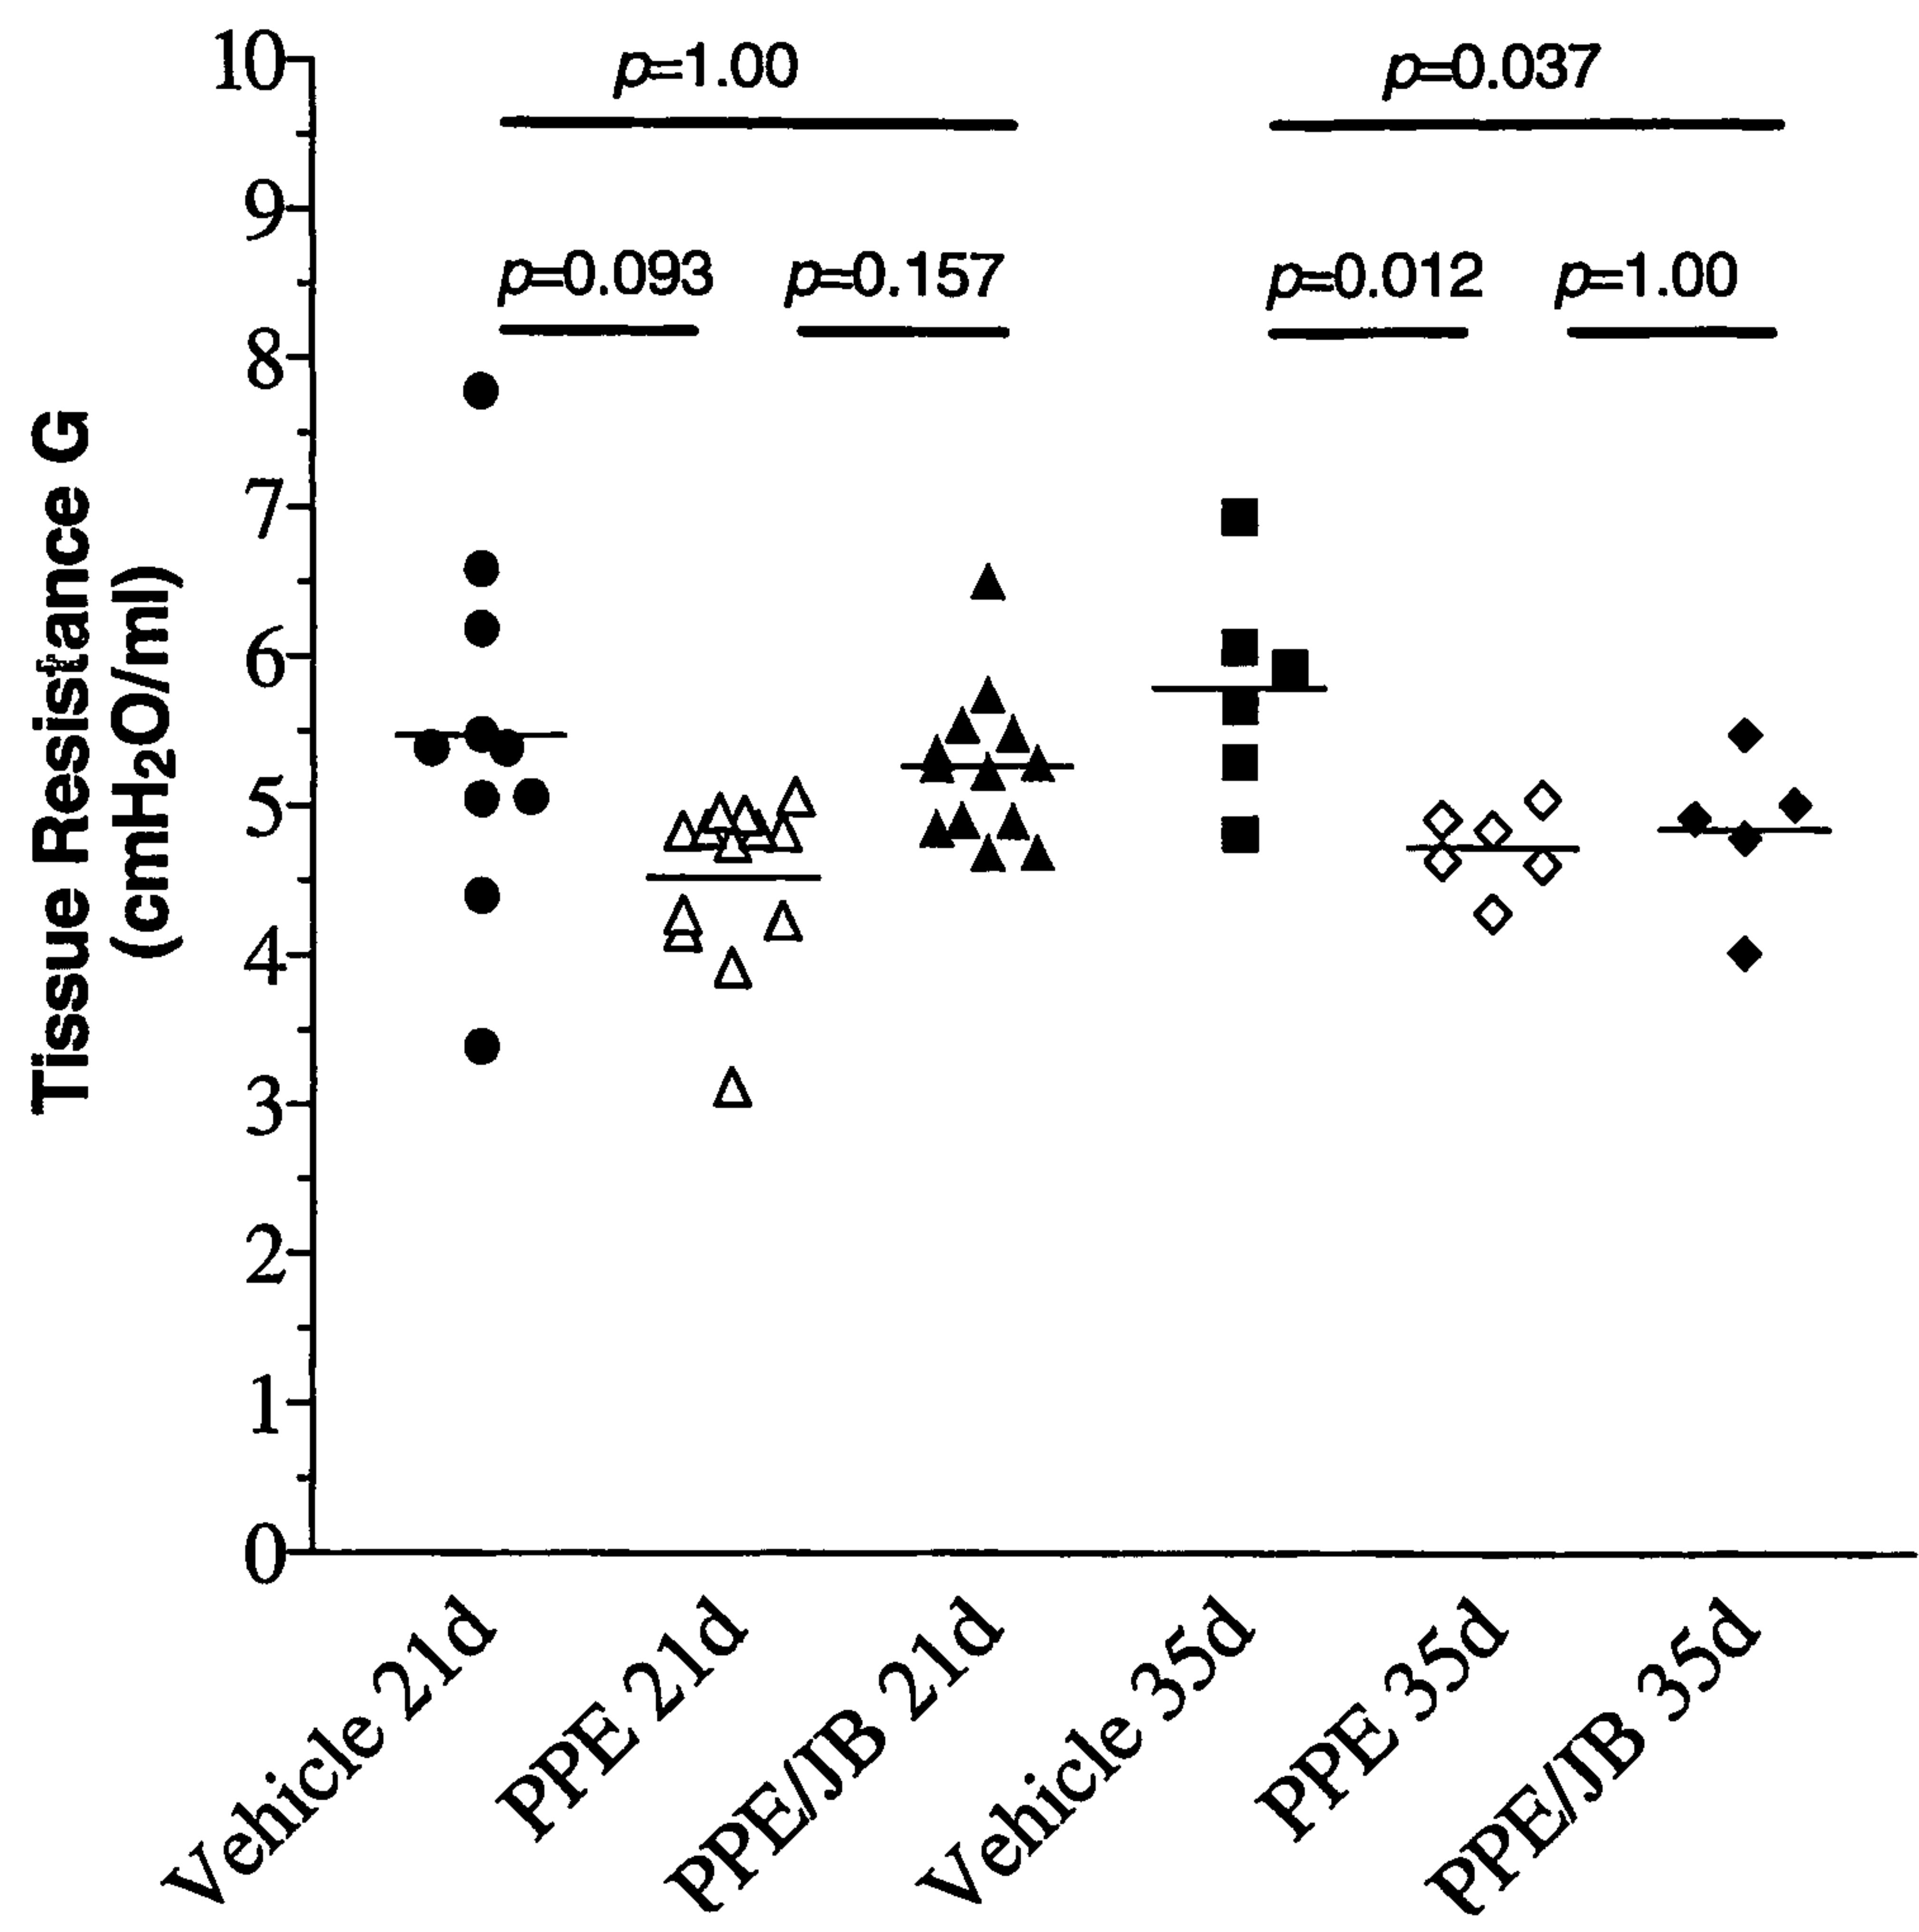 p=1.00
p=0.037
p=0.093
p=0.157
p=0.012
p=1.00
10
9
8
7
6
5
4
3
2
1
0
Tissue Resistance G
(cmH2O/ml)
Vehicle 21d
PPE 21d
PPE/JB 21d
Vehicle 35d
PPE 35d
PPE/JB 35d